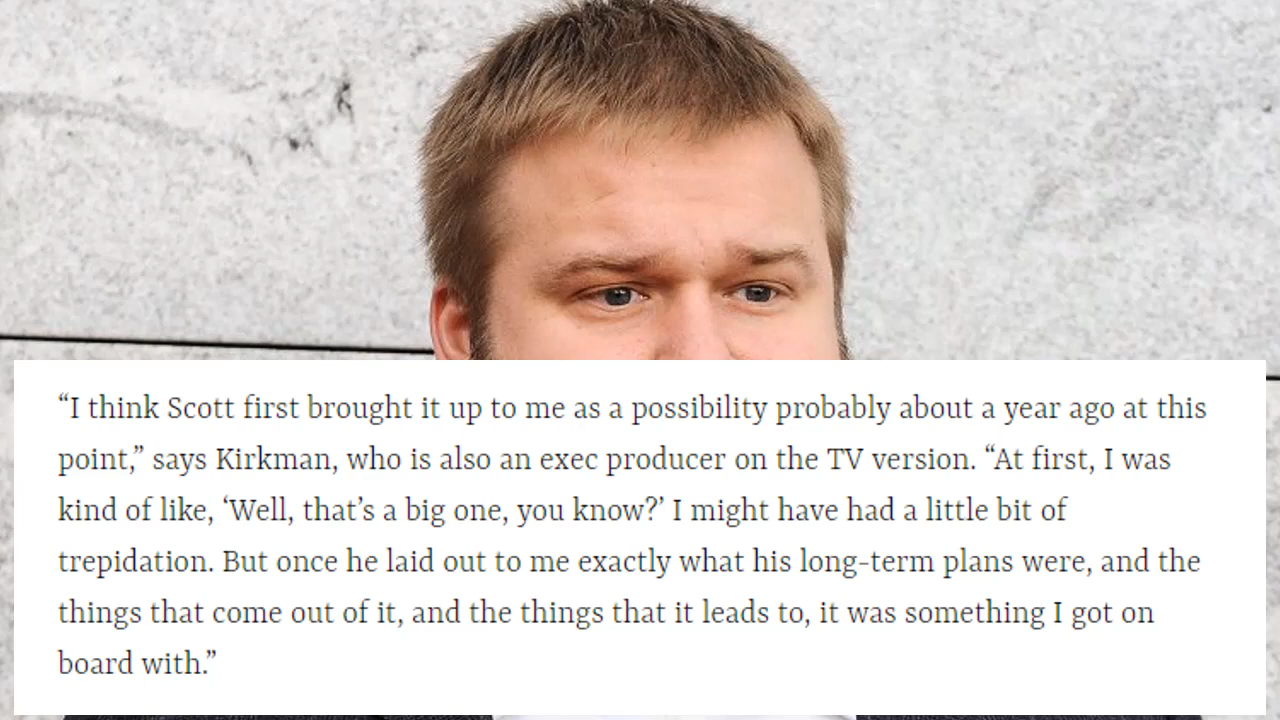 “I think Scott first brought it up to me as a possibility probably about a year ago at this
point,” says Kirkman, who is also an exec producer on the TV version. “At first, I was
kind of like, ‘Well, that’s a big one, you know?’ I might have had a little bit of
trepidation. But once he laid out to me exactly what his long-term plans were, and the
things that come out of it, and the things that it leads to, it was something I got on
board with.”